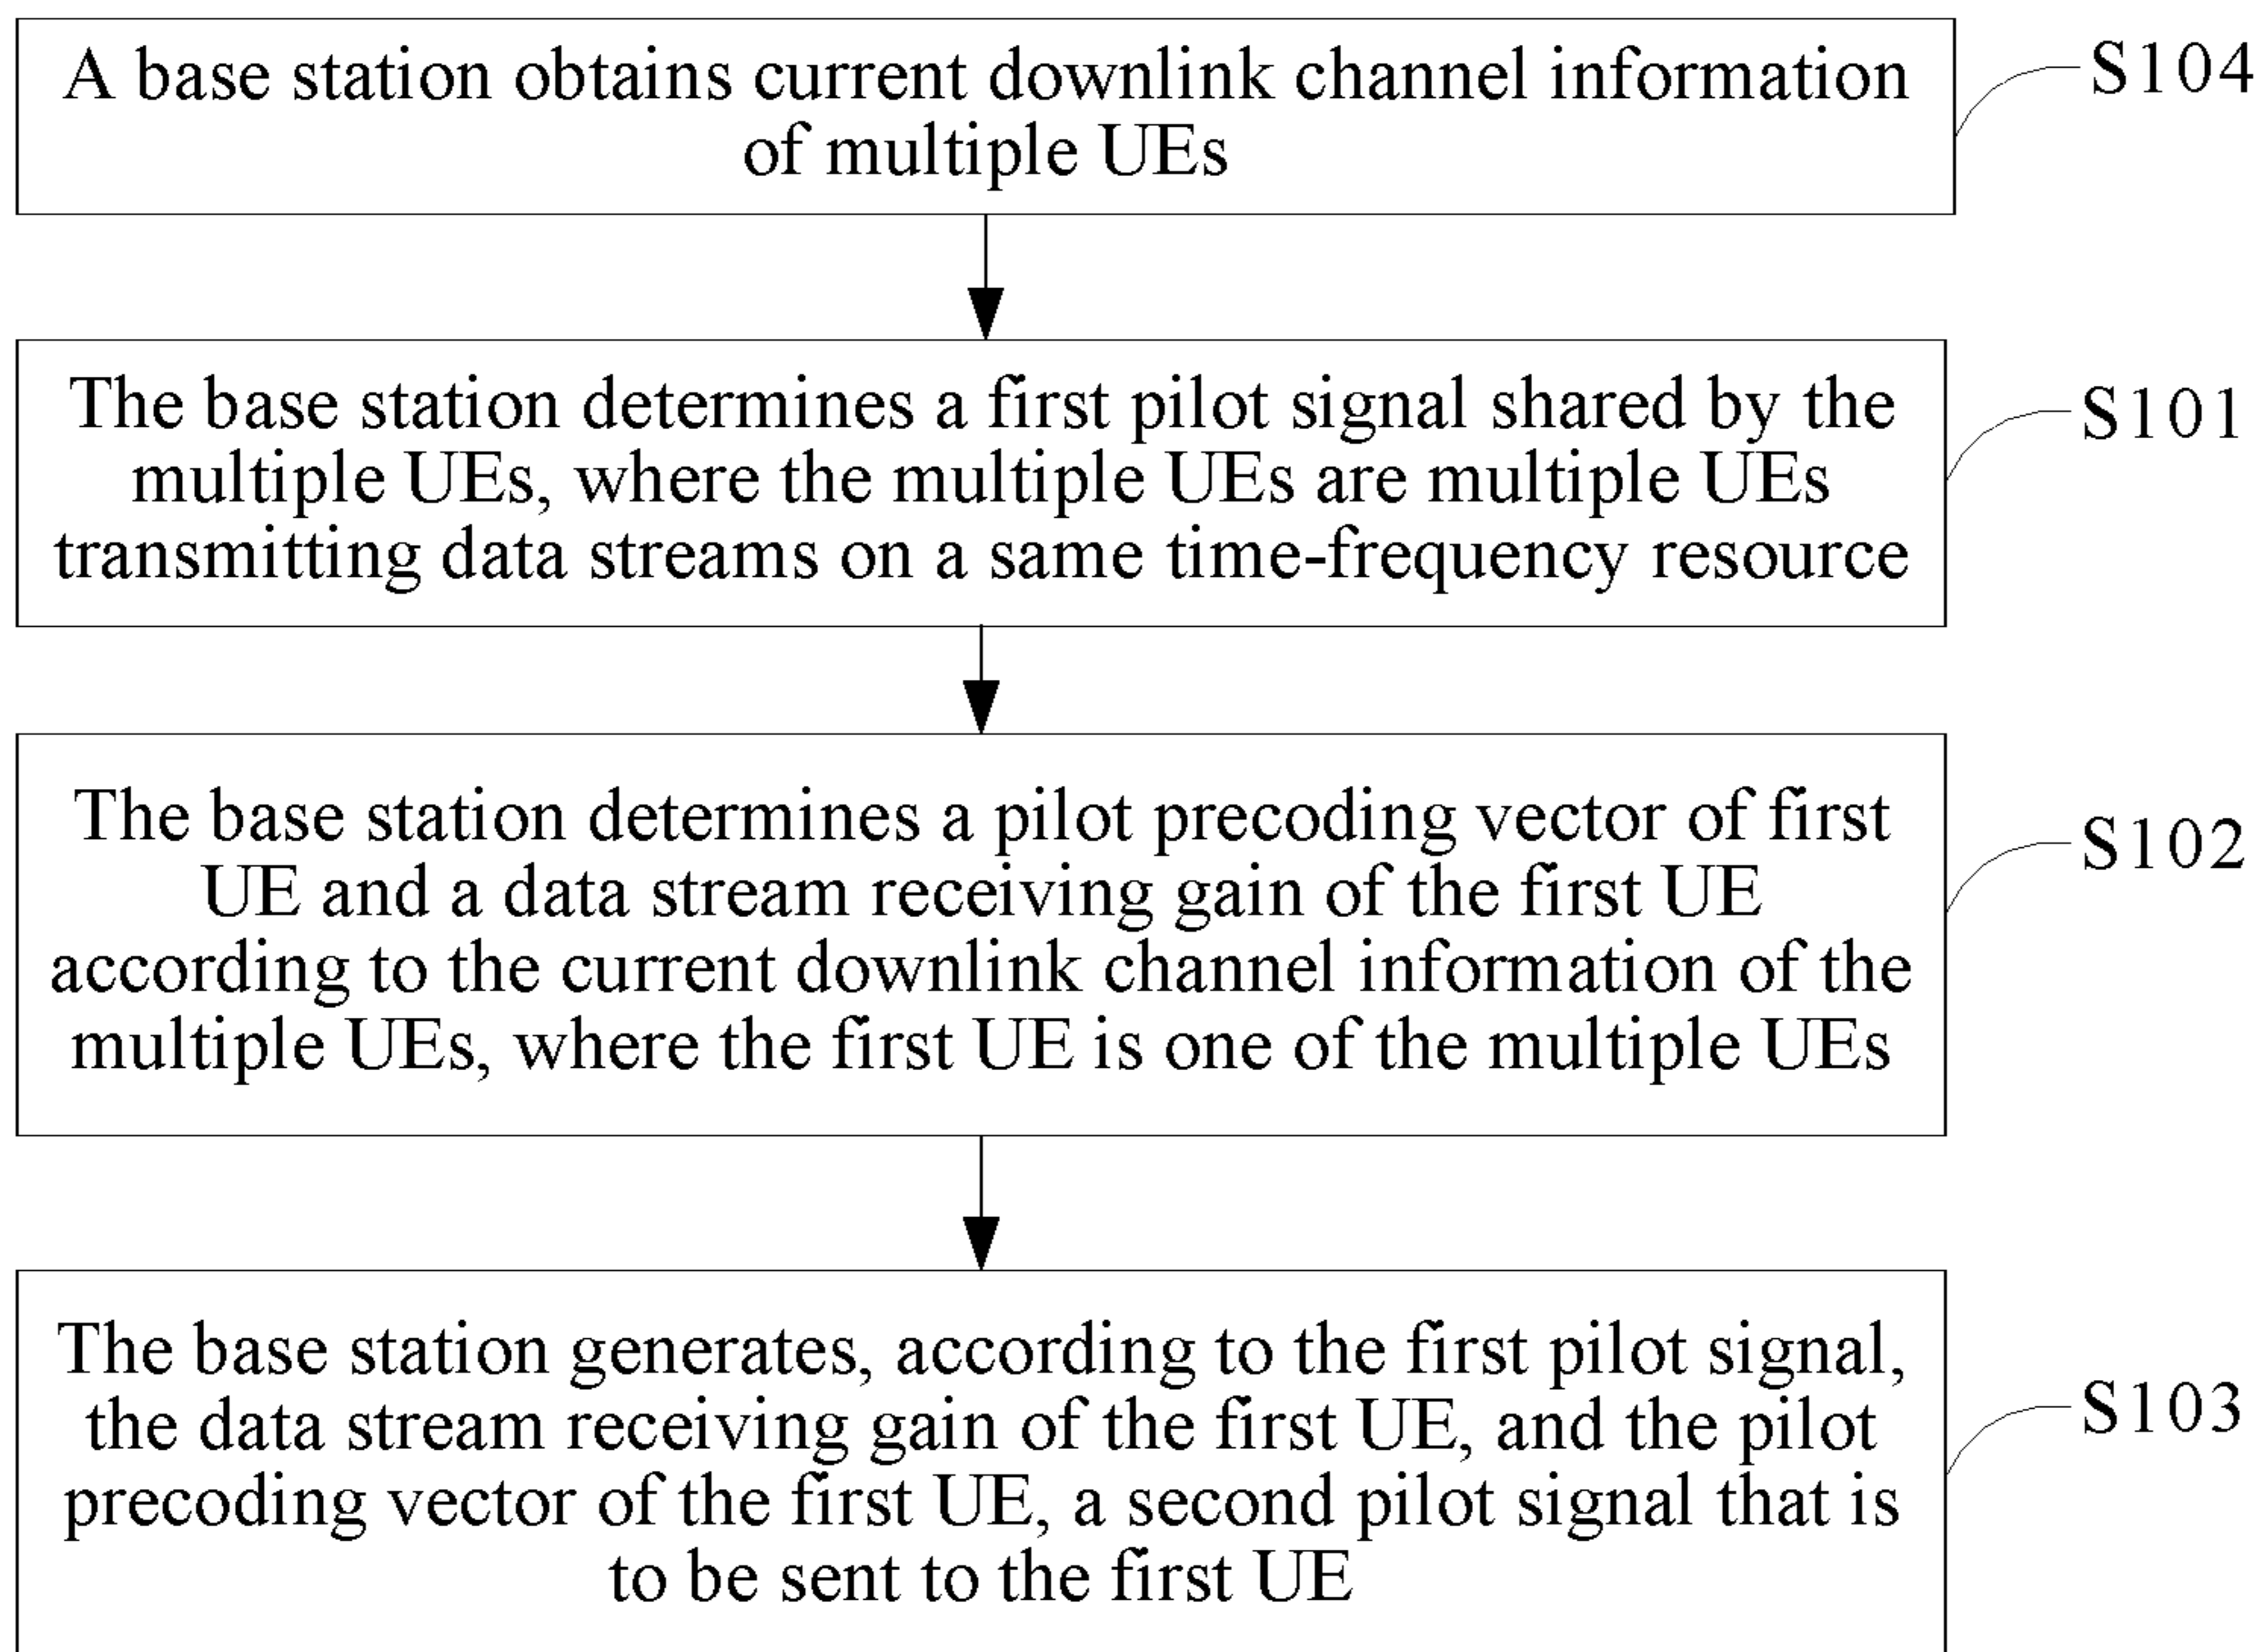 A base station obtains current downlink channel information
of multiple UEs
S104
The base station determines a first pilot signal shared by the
multiple UEs, where the multiple UEs are multiple UEs
transmitting data streams on a same time-frequency resource
S101
The base station determines a pilot precoding vector of first
UE and a data stream receiving gain of the first UE
according to the current downlink channel information of the
multiple UEs, where the first UE is one of the multiple UEs
S102
The base station generates, according to the first pilot signal,
the data stream receiving gain of the first UE, and the pilot
precoding vector of the first UE, a second pilot signal that is
to be sent to the first UE
S103